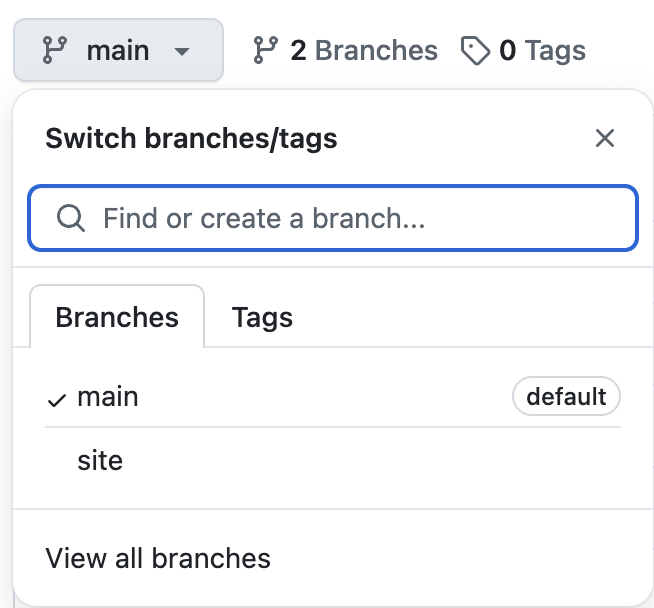 main 2 Branches 0 Tags
Switch branches/tags
Find or create a branch...
Branches Tags
main default
site
View all branches